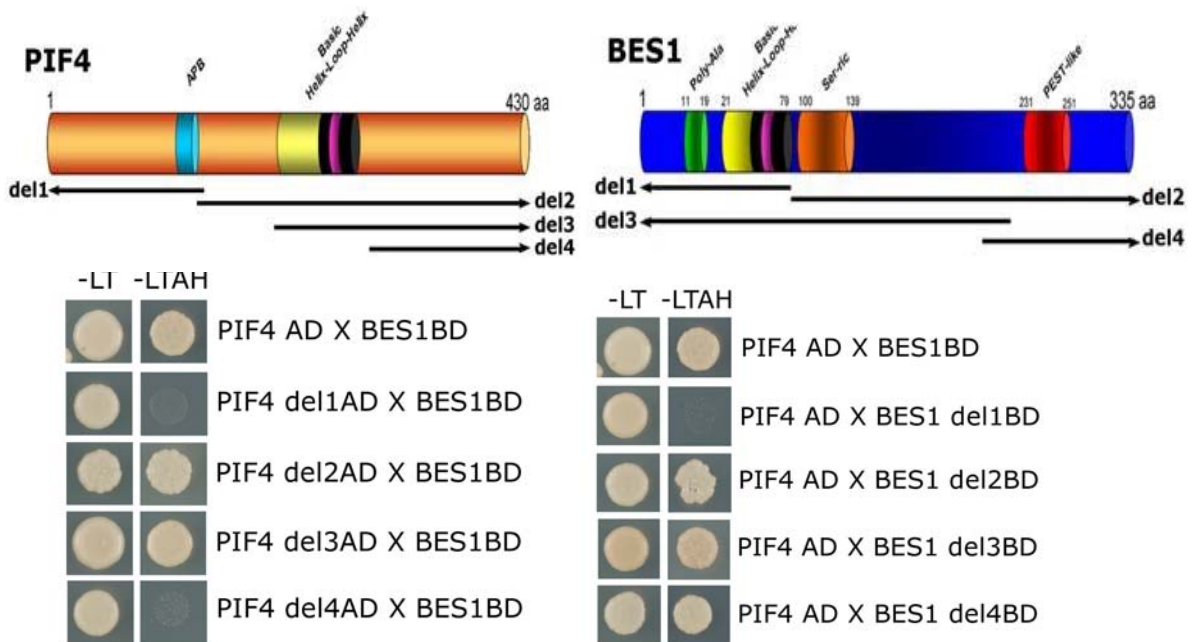 PIF4
APB
Basic
Helix-Loop-Helix
1
430 aa
del1
del2
del3
del4
-LT -LTAH
PIF4 AD X BES1BD
PIF4 del1AD X BES1BD
PIF4 del2AD X BES1BD
PIF4 del3AD X BES1BD
PIF4 del4AD X BES1BD
BES1
Poly-Ala
Helix-Loop-H
Ser-ric
PEST-like
1
11 19 21 79 100 139 231 251
335 aa
del1
del2
del3
del4
-LT -LTAH
PIF4 AD X BES1BD
PIF4 AD X BES1 del1BD
PIF4 AD X BES1 del2BD
PIF4 AD X BES1 del3BD
PIF4 AD X BES1 del4BD